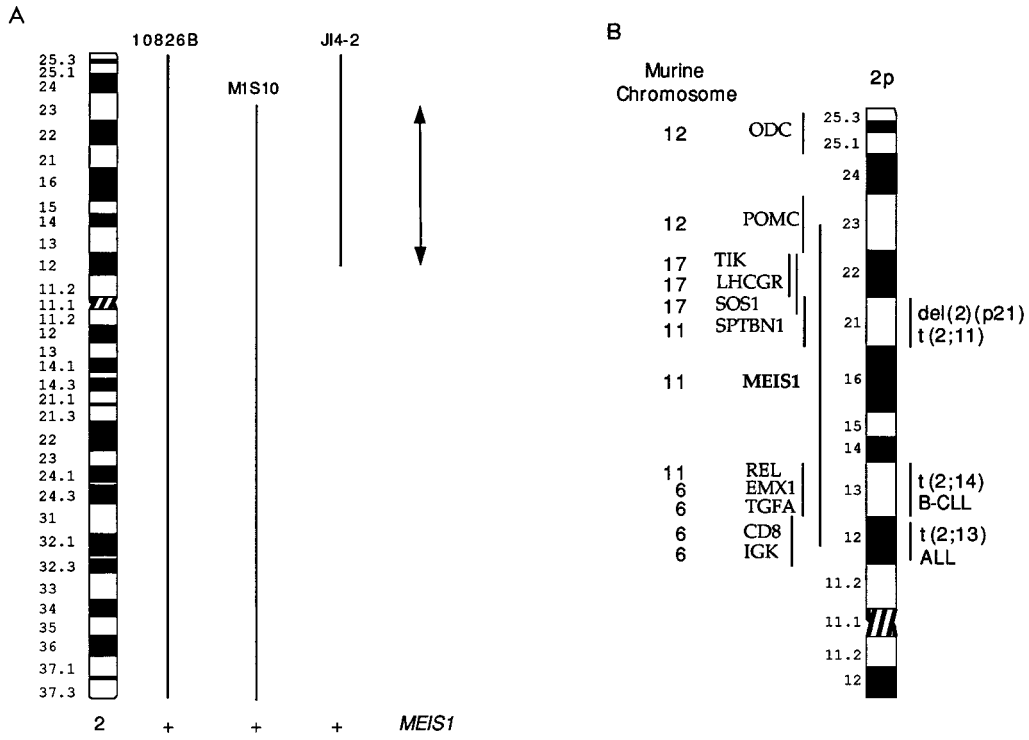 A
10826B
JI4-2
M1S10
25.3
25.1
24
23
22
21
16
15
14
13
12
11.2
11.1
11.2
12
13
14.1
14.3
21.1
21.3
22
23
24.1
24.3
31
32.1
32.3
33
34
35
36
37.1
37.3
2 + + + MEIS1
B
Murine
Chromosome
2p
12 ODC
12 POMC
17 TIK
17 LHCGR
17 SOS1
11 SPTBN1
11 MEIS1
11 REL
6 EMX1
6 TGFA
6 CD8
6 IGK
25.3
25.1
24
23
22
21
16
15
14
13
12
11.2
11.1
11.2
12
del(2)(p21)
t(2;11)
t(2;14)
B-CLL
t(2;13)
ALL